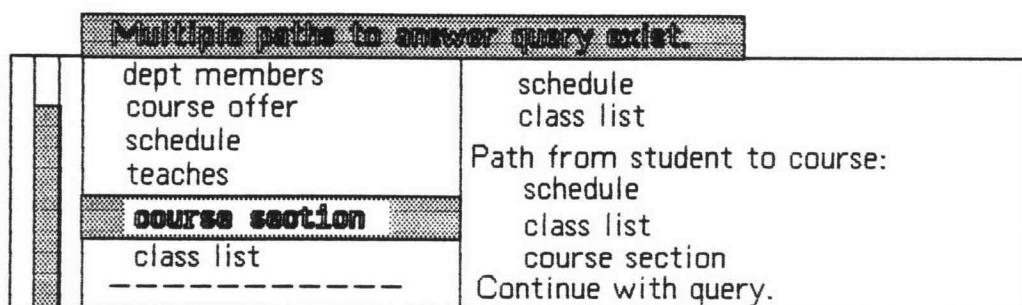 Multiple paths to answer query exist.
dept members
course offer
schedule
teaches
course section
class list
schedule
class list
Path from student to course:
schedule
class list
course section
Continue with query.